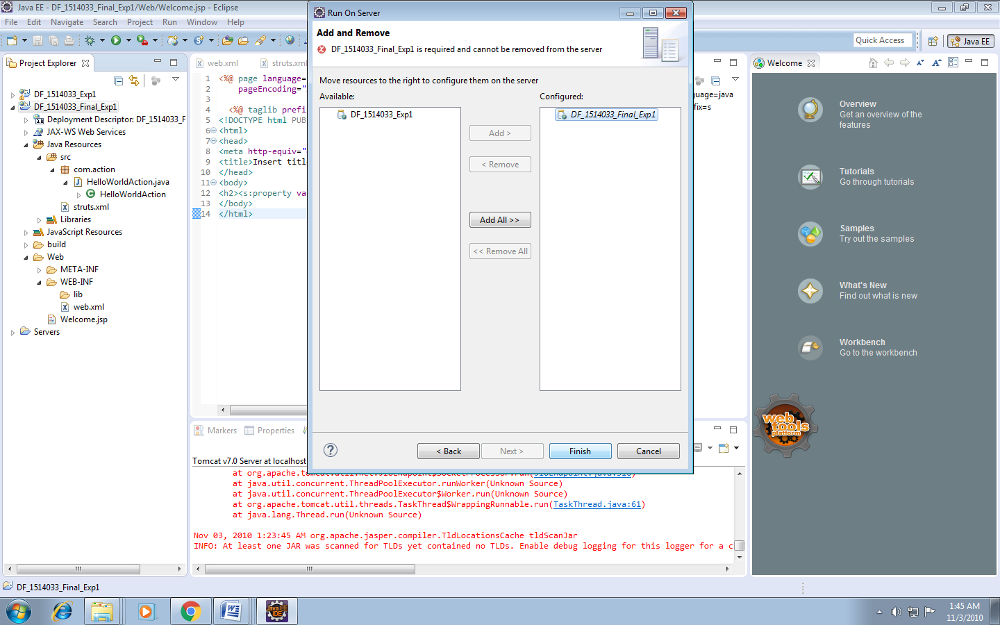 Java EE - DF_1514033_Final_Exp1/Web/Welcome.jsp - Eclipse
File Edit Navigate Search Project Run Window Help
Quick Access
Java EE
Project Explorer
DF_1514033_Exp1
DF_1514033_Final_Exp1
Deployment Descriptor: DF_1514033_F
JAX-WS Web Services
Java Resources
src
com.action
HelloWorldAction.java
HelloWorldAction
struts.xml
Libraries
JavaScript Resources
build
Web
META-INF
WEB-INF
lib
web.xml
Welcome.jsp
Servers
web.xml
struts.xm
1 <%@ page language=
2 pageEncoding="
3
4 <%@ taglib prefi
5 <!DOCTYPE html PUB
6 <html>
7 <head>
8 <meta http-equiv="
9 <title>Insert titl
10 </head>
11 <body>
12 <h2><s:property va
13 </body>
14 </html>
guage=java
fix=s
Run On Server
Add and Remove
DF_1514033_Final_Exp1 is required and cannot be removed from the server
Move resources to the right to configure them on the server
Available:
Configured:
DF_1514033_Exp1
DF_1514033_Final_Exp1
Add >
< Remove
Add All >>
<< Remove All
< Back
Next >
Finish
Cancel
Welcome
Overview
Get an overview of the
features
Tutorials
Go through tutorials
Samples
Try out the samples
What's New
Find out what is new
Workbench
Go to the workbench
web
tools
platform
Markers
Properties
Tomcat v7.0 Server at localhost
at java.util.concurrent.ThreadPoolExecutor.runWorker(Unknown Source)
at java.util.concurrent.ThreadPoolExecutor$Worker.run(Unknown Source)
at org.apache.tomcat.util.threads.TaskThread$WrappingRunnable.run(TaskThread.java:61)
at java.lang.Thread.run(Unknown Source)
Nov 03, 2010 1:23:45 AM org.apache.jasper.compiler.TldLocationsCache tldScanJar
INFO: At least one JAR was scanned for TLDs yet contained no TLDs. Enable debug logging for this logger for a c
DF_1514033_Final_Exp1
Java EE
IDE
1:45 AM
11/3/2010